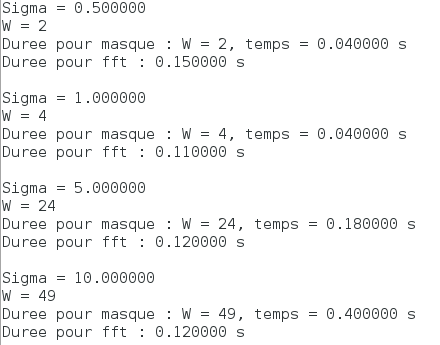 Sigma = 0.500000
W = 2
Duree pour masque : W = 2, temps = 0.040000 s
Duree pour fft : 0.150000 s

Sigma = 1.000000
W = 4
Duree pour masque : W = 4, temps = 0.040000 s
Duree pour fft : 0.110000 s

Sigma = 5.000000
W = 24
Duree pour masque : W = 24, temps = 0.180000 s
Duree pour fft : 0.120000 s

Sigma = 10.000000
W = 49
Duree pour masque : W = 49, temps = 0.400000 s
Duree pour fft : 0.120000 s